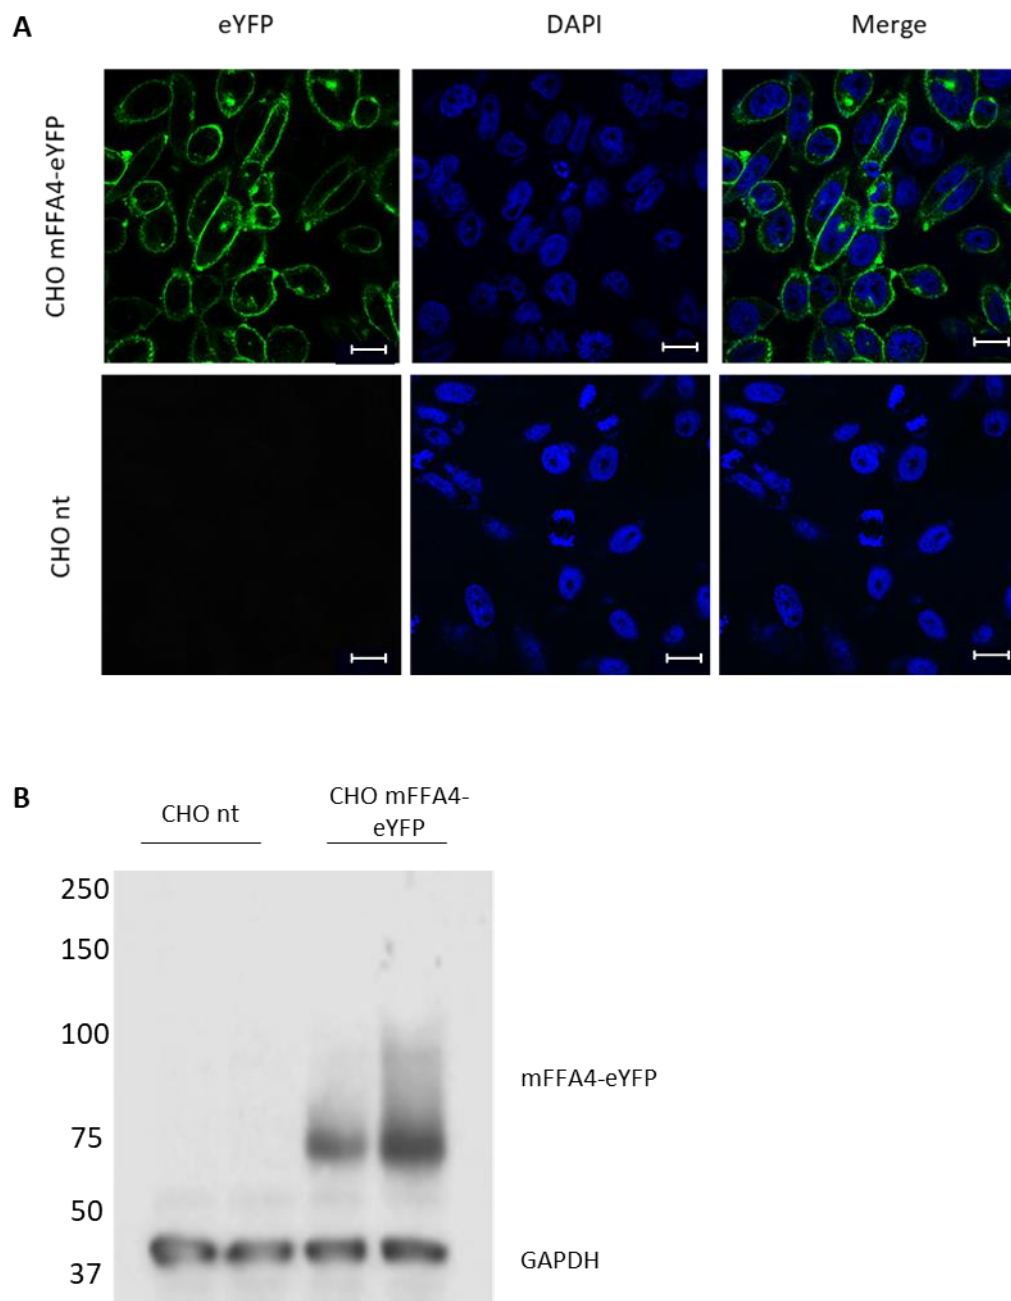 A
eYFP
DAPI
Merge
CHO mFFA4-eYFP
CHO nt
B
CHO nt
CHO mFFA4-
eYFP
250
150
100
mFFA4-eYFP
75
50
GAPDH
37